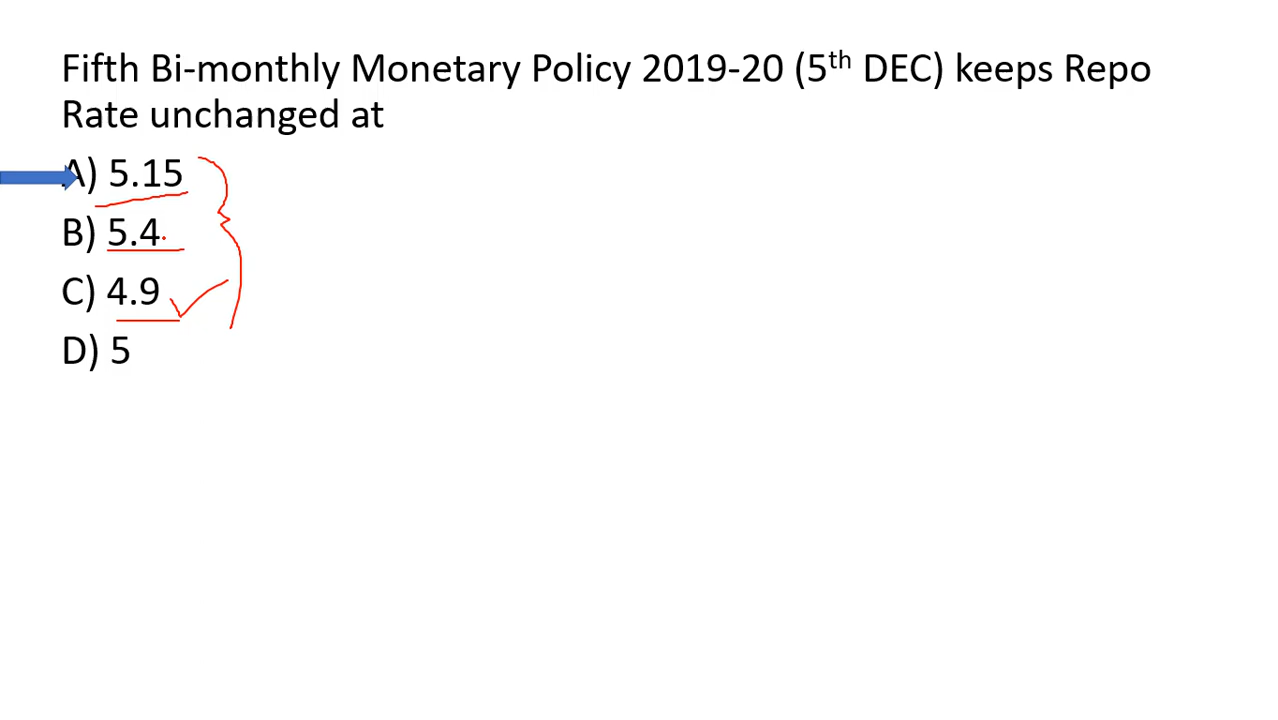 Fifth Bi-monthly Monetary Policy 2019-20 (5th DEC) keeps Repo
Rate unchanged at
A) 5.15
B) 5.4
C) 4.9
D) 5